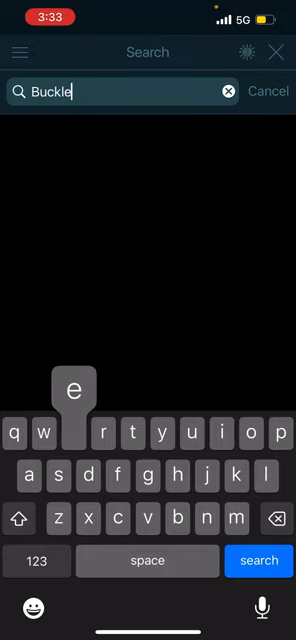 3:33
5G
Search
Buckle
Cancel
e
q w r t y u i o p
a s d f g h j k l
z x c v b n m
123 space search